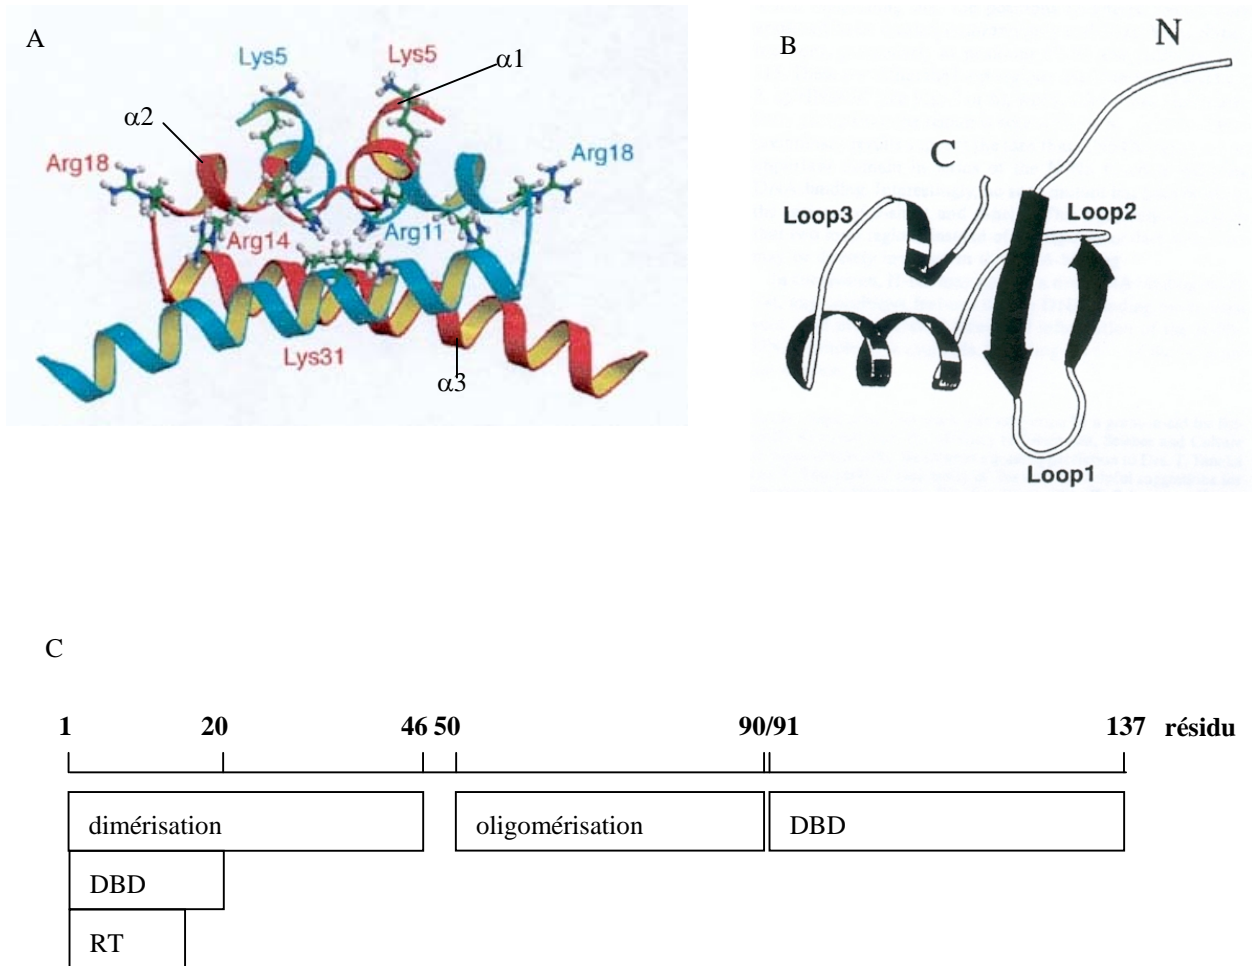 A
Lys5
Lys5
α1
α2
Arg18
Arg18
Arg14
Arg11
Lys31
α3
B
N
C
Loop3
Loop2
Loop1
C
1 20 46 50 90/91 137 résidu
dimérisation oligomérisation DBD
DBD
RT